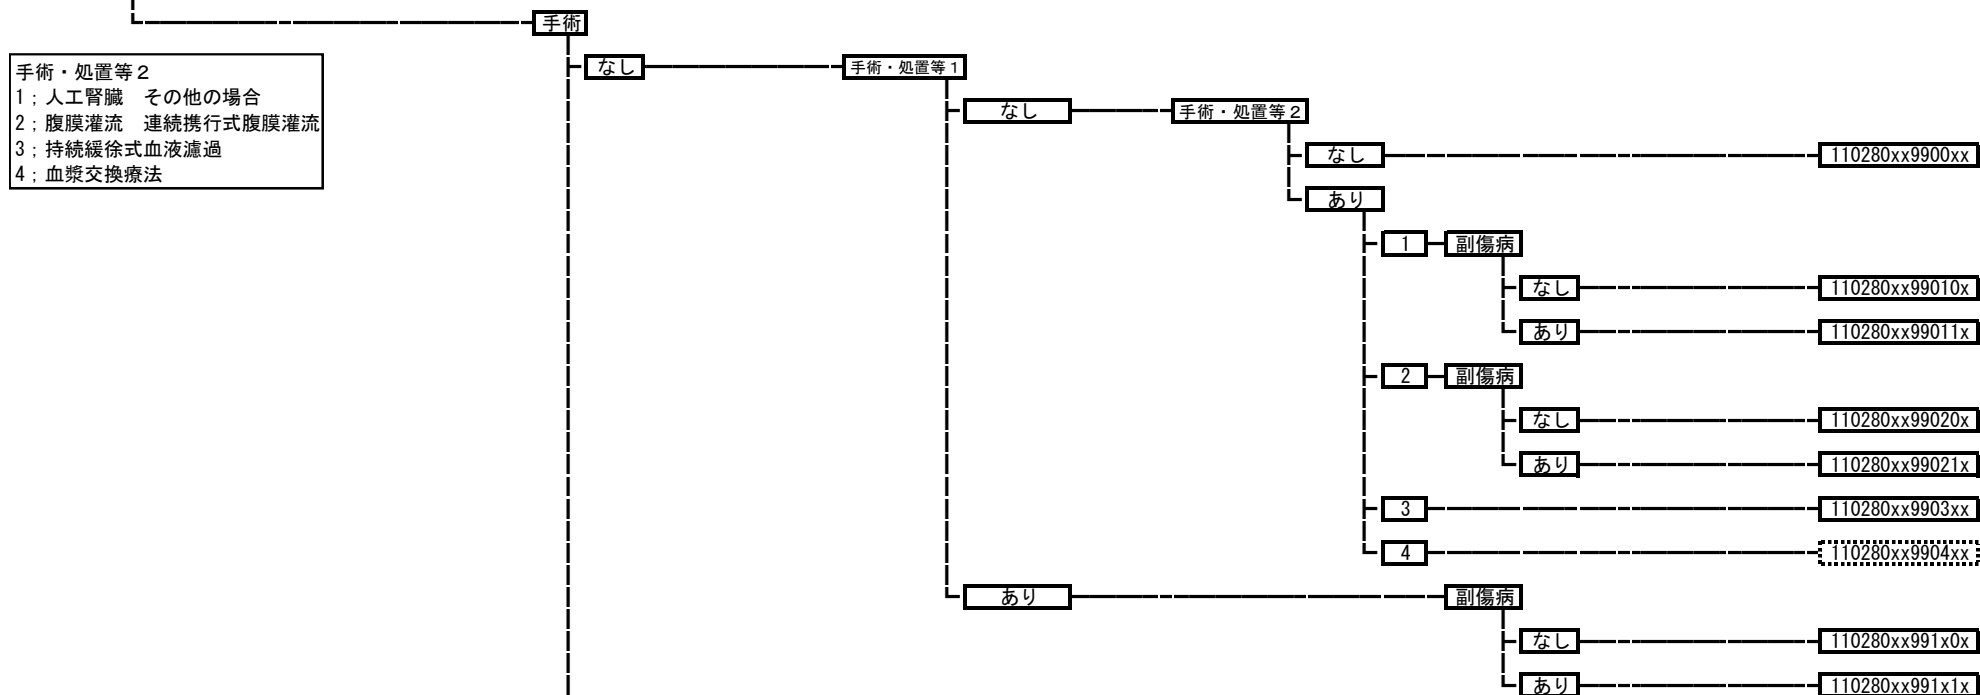 手術
手術・処置等２
1；人工腎臓　その他の場合
2；腹膜灌流　連続携行式腹膜灌流
3；持続緩徐式血液濾過
4；血漿交換療法
なし
手術・処置等１
なし
手術・処置等２
なし
110280xx9900xx
あり
1
副傷病
なし
110280xx99010x
あり
110280xx99011x
2
副傷病
なし
110280xx99020x
あり
110280xx99021x
3
110280xx9903xx
4
110280xx9904xx
あり
副傷病
なし
110280xx991x0x
あり
110280xx991x1x